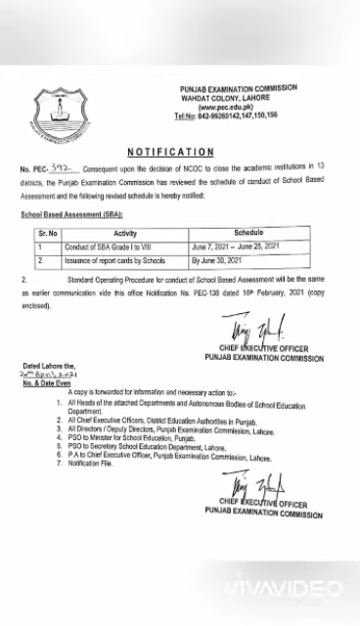 PUNJAB EXAMINATION COMMISSION
WAHDAT COLONY, LAHORE
(www.pec.edu.pk)
Tel:No: 042-99260142,147,150,156
PUNJAB EXAMINATION COMMISSION
NOTIFICATION
No. PEC- 392 Consequent upon the decision of NCOC to close the academic institutions in 13
districts, the Punjab Examination Commission has reviewed the schedule of conduct of School Based
Assessment and the following revised schedule is hereby notified:
School Based Assessment (SBA):
Sr. No Activity Schedule
1 Conduct of SBA Grade I to VIII June 7, 2021 – June 25, 2021
2 Issuance of report cards by Schools By June 30, 2021
2. Standard Operating Procedure for conduct of School Based Assessment will be the same
as earlier communication vide this office Notification No. PEC-138 dated 16th February, 2021 (copy
enclosed).
CHIEF EXECUTIVE OFFICER
PUNJAB EXAMINATION COMMISSION
Dated Lahore the,
20th April, 2021
No. & Date Even
A copy is forwarded for information and necessary action to:-
1. All Heads of the attached Departments and Autonomous Bodies of School Education
Department.
2. All Chief Executive Officers, District Education Authorities in Punjab.
3. All Directors / Deputy Directors, Punjab Examination Commission, Lahore.
4. PSO to Minister for School Education, Punjab.
5. PSO to Secretary School Education Department, Lahore.
6. P.A to Chief Executive Officer, Punjab Examination Commission, Lahore.
7. Notification File.
CHIEF EXECUTIVE OFFICER
PUNJAB EXAMINATION COMMISSION
VIVAVIDEO